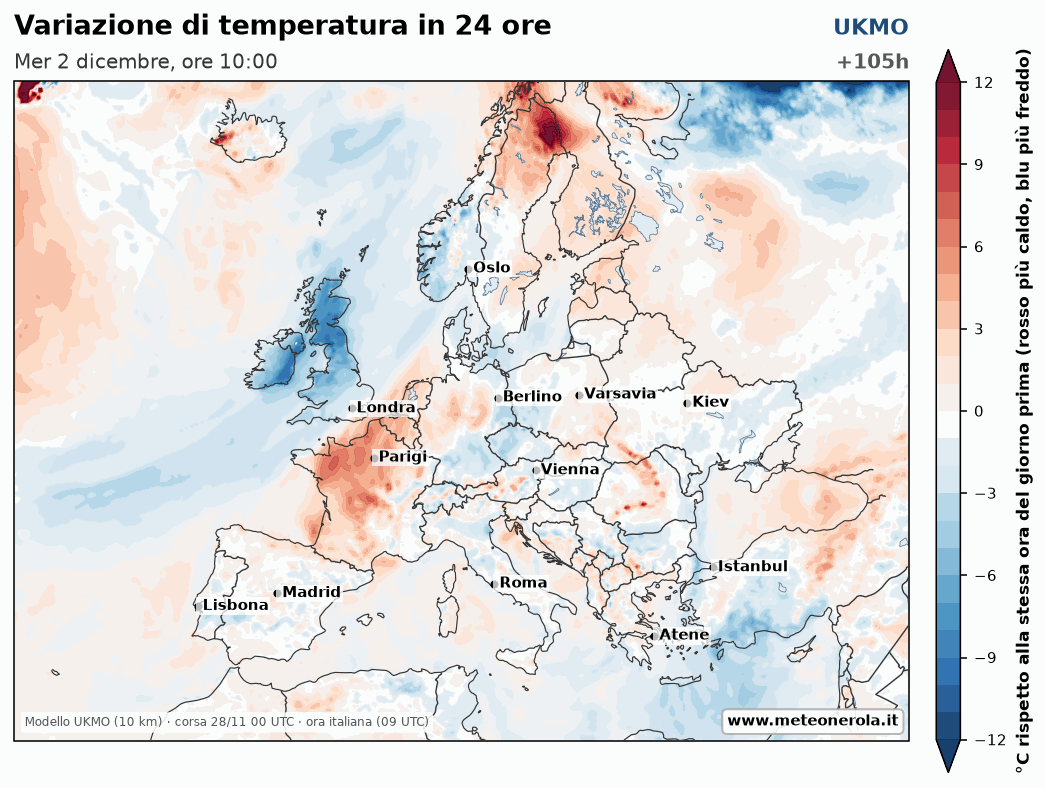 Variazione di temperatura in 24 ore
UKMO
Mer 2 dicembre, ore 10:00
+105h
Oslo
Berlino
Varsavia
Kiev
Londra
Parigi
Vienna
Istanbul
Roma
Madrid
Lisbona
Atene
Modello UKMO (10 km) · corsa 28/11 00 UTC · ora italiana (09 UTC)
www.meteonerola.it
12
9
6
3
0
−3
−6
−9
−12
°C rispetto alla stessa ora del giorno prima (rosso più caldo, blu più freddo)